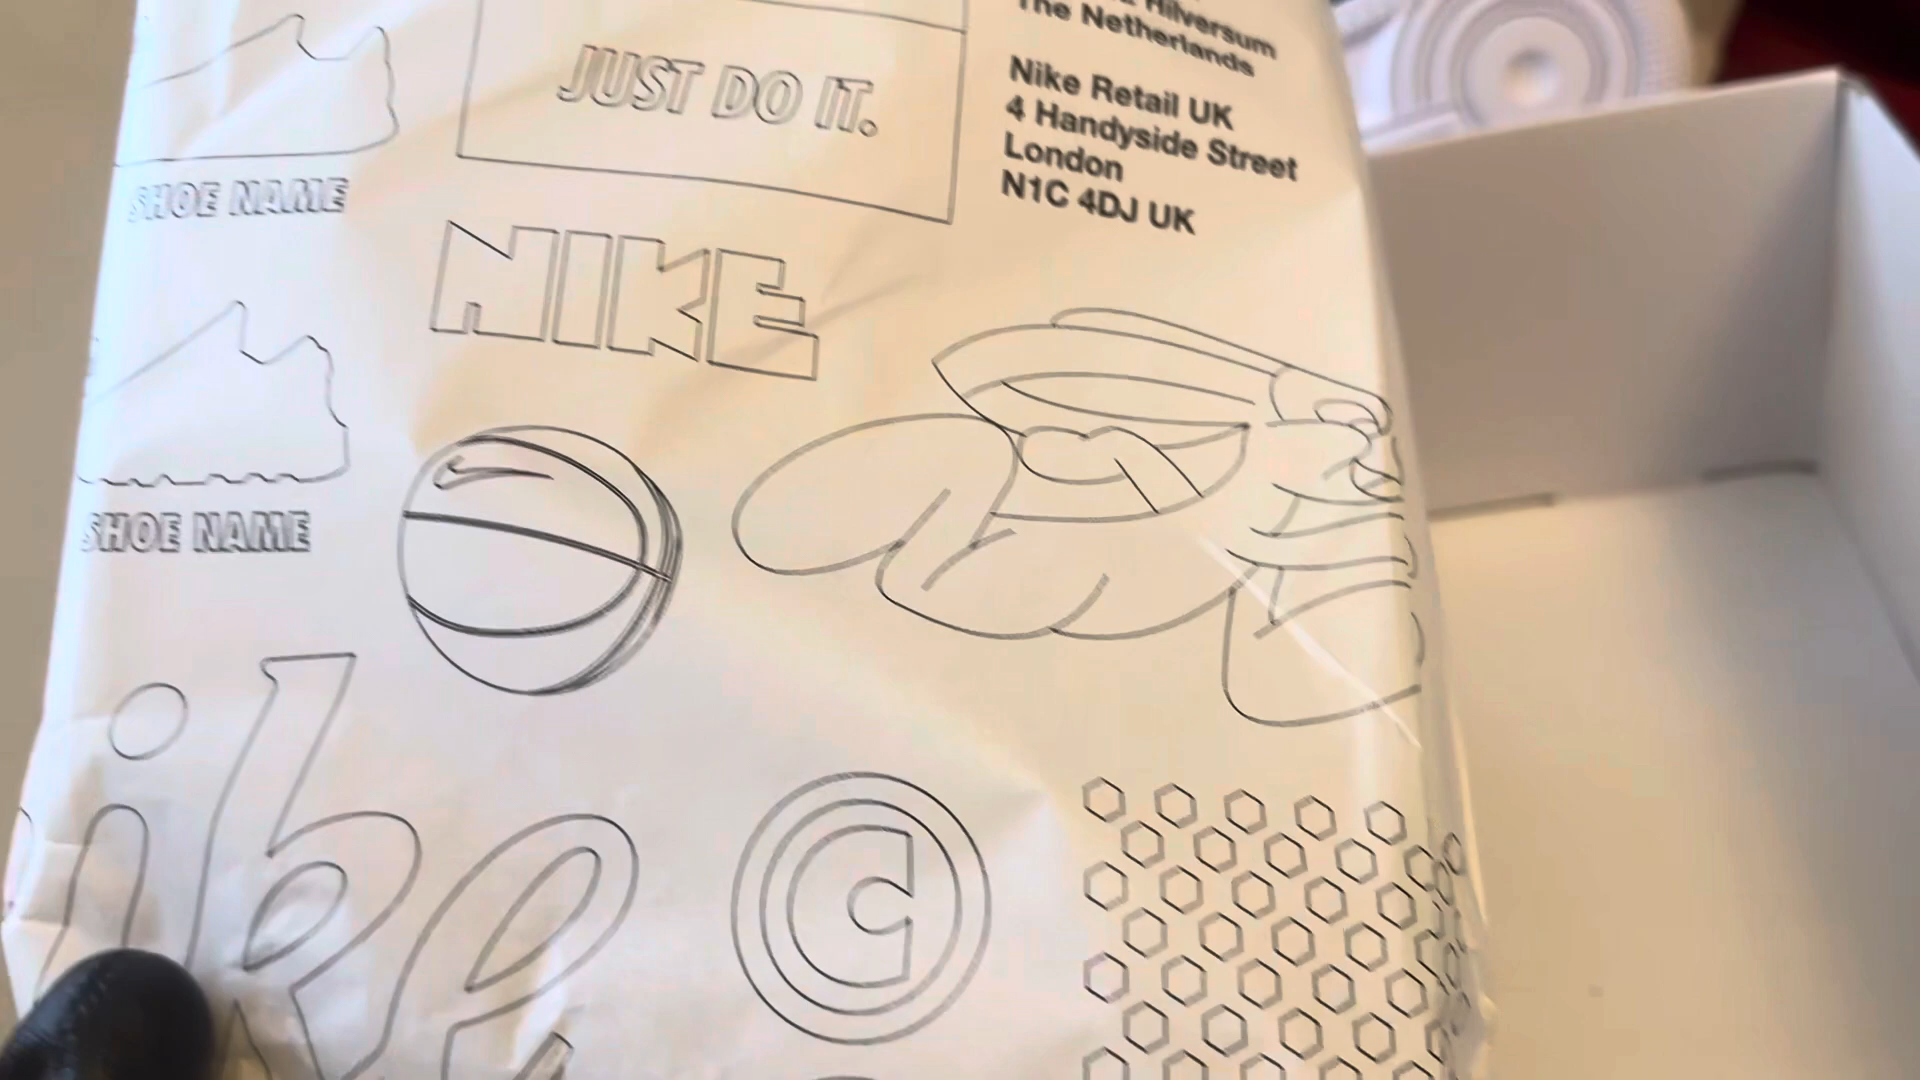 Hilversum
The Netherlands
JUST DO IT.
Nike Retail UK
4 Handyside Street
London
N1C 4DJ UK
SHOE NAME
NIKE
SHOE NAME
ike
C